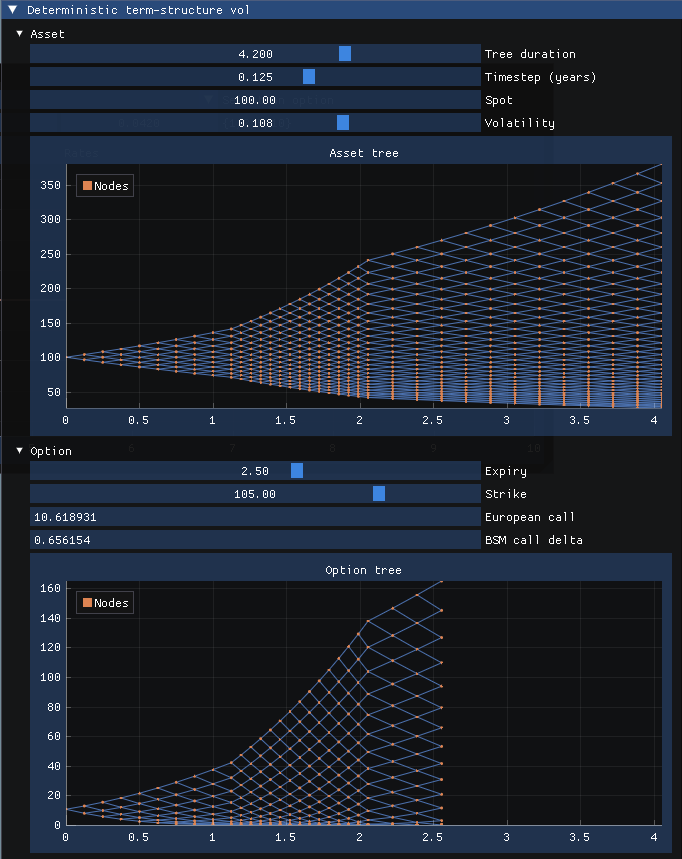 Deterministic term-structure vol
Asset
4.200 Tree duration
0.125 Timestep (years)
100.00 Spot
0.108 Volatility
Asset tree
Nodes
350
300
250
200
150
100
50
0 0.5 1 1.5 2 2.5 3 3.5 4
Option
2.50 Expiry
105.00 Strike
10.618931 European call
0.656154 BSM call delta
Option tree
Nodes
160
140
120
100
80
60
40
20
0
0 0.5 1 1.5 2 2.5 3 3.5 4